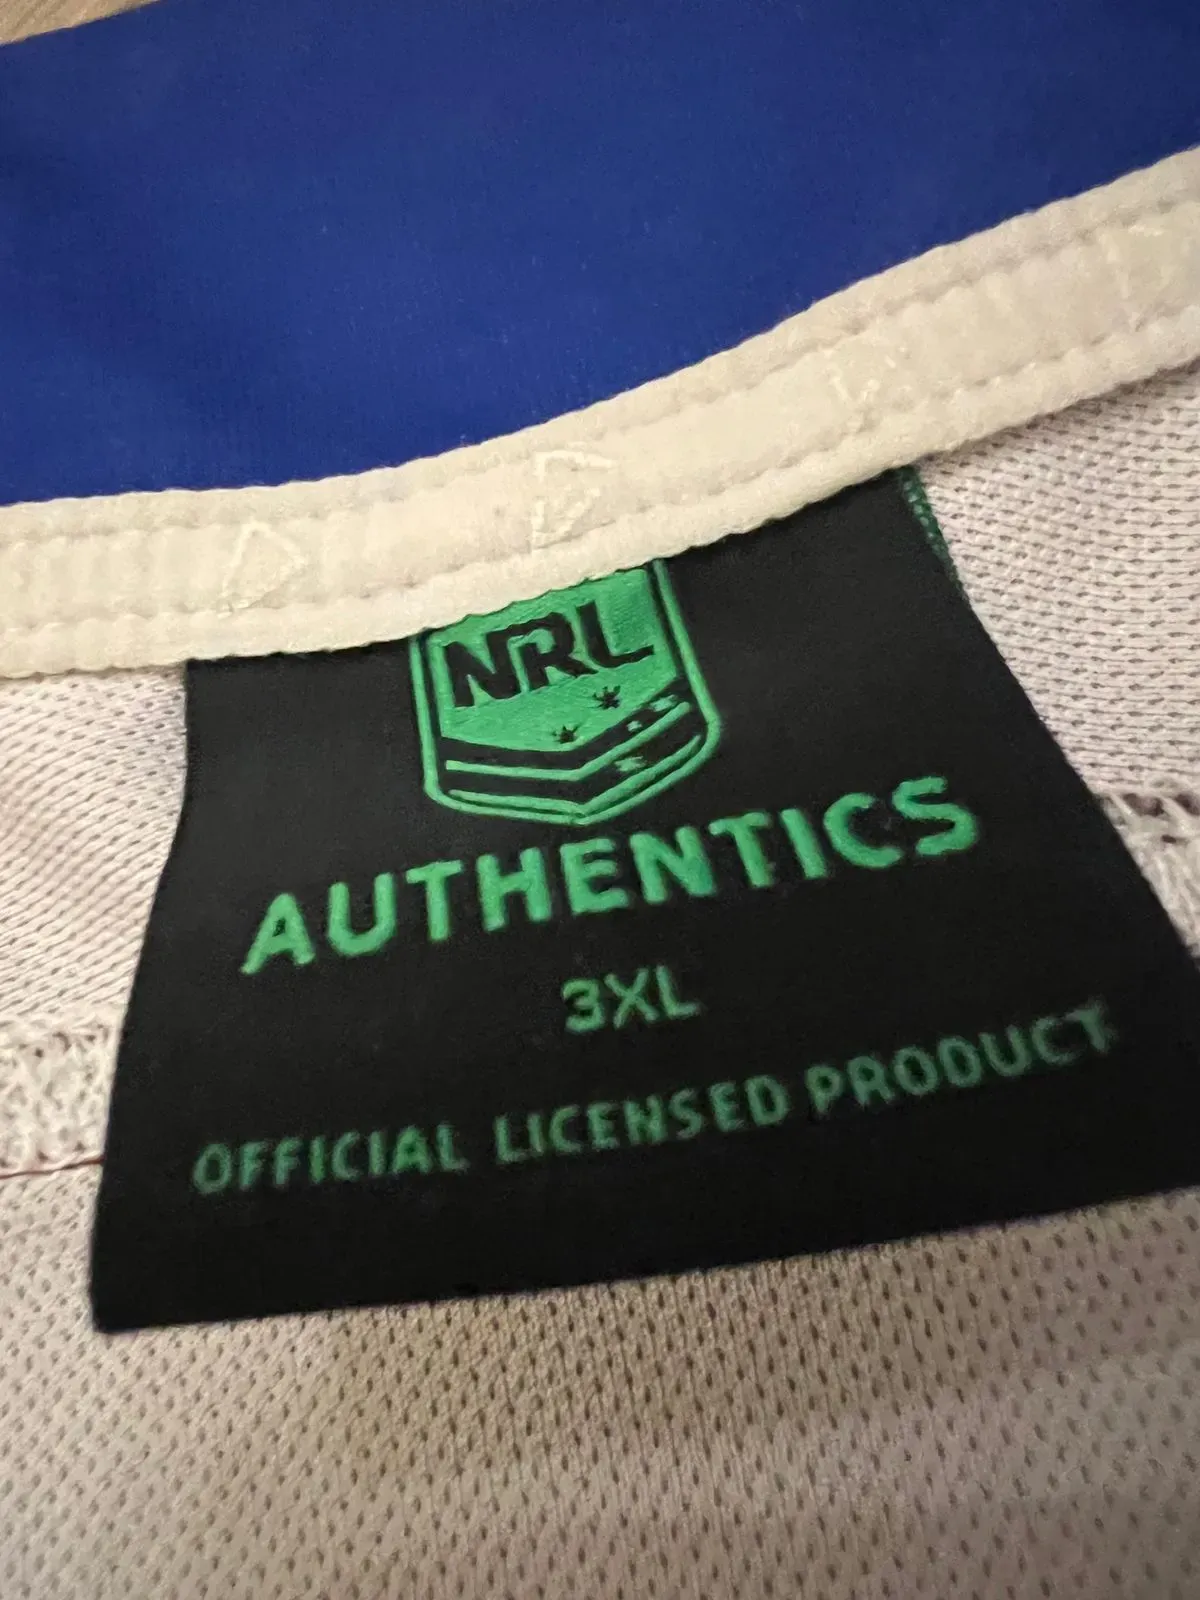 NRL
AUTHENTICS
3XL
OFFICIAL LICENSED PRODUCT